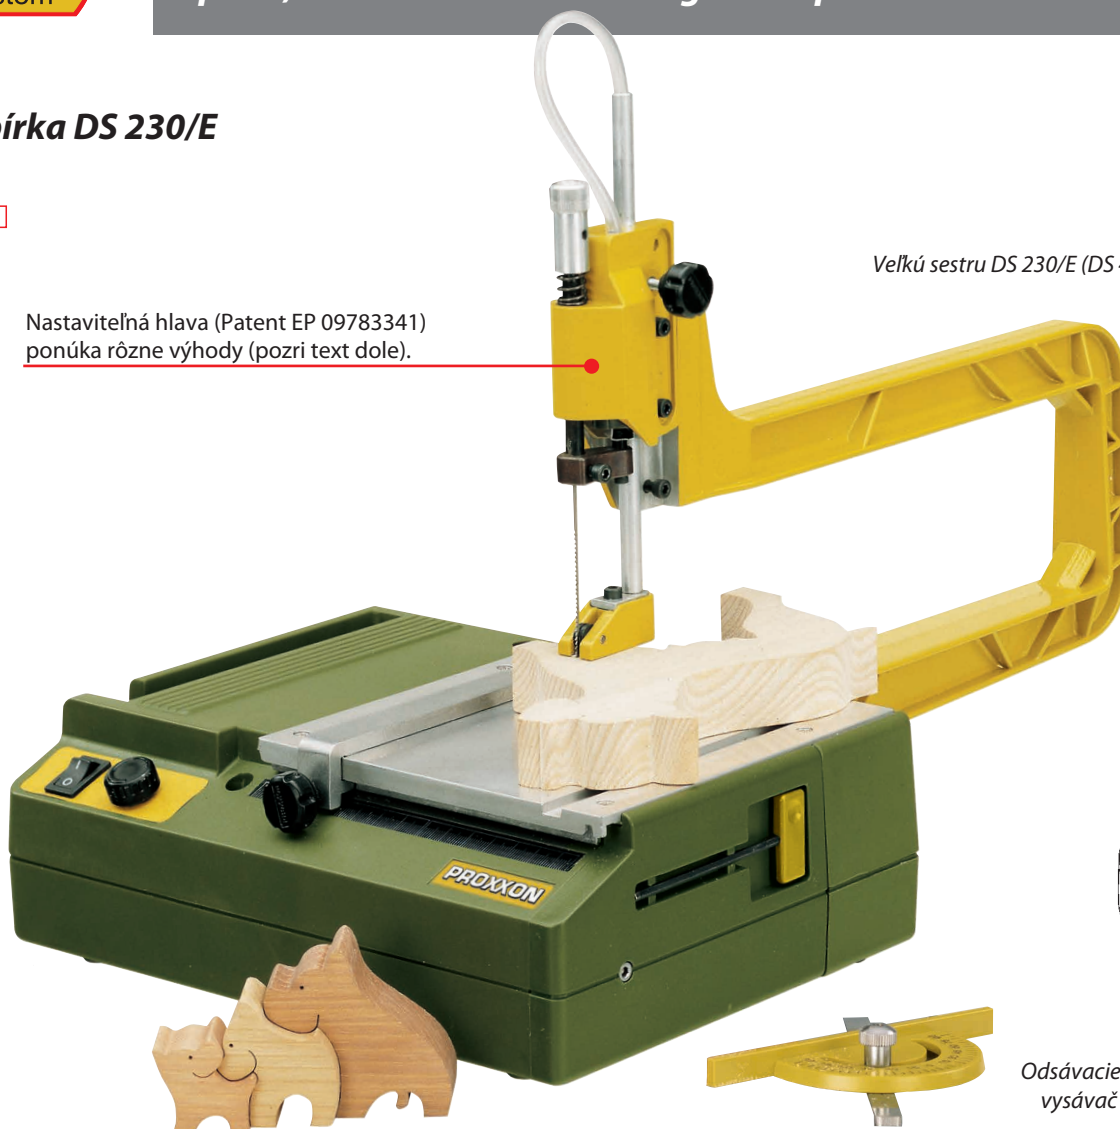 DS 230/E
Nastaviteľná hlava (Patent EP 09783341)
ponúka rôzne výhody (pozri text dole).
Veľkú sestru DS 230/E (DS
PROXXON
Odsávacie
vysávač